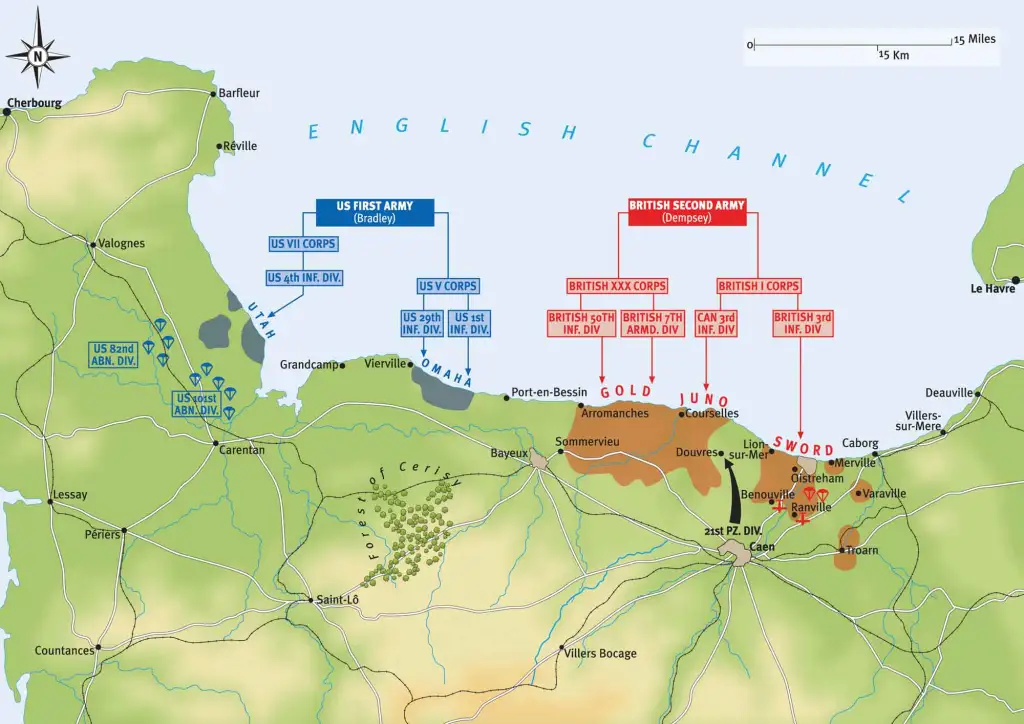 N
0
15 Miles
15 Km
Cherbourg
Barfleur
Réville
ENGLISH CHANNEL
US FIRST ARMY
(Bradley)
BRITISH SECOND ARMY
(Dempsey)
US VII CORPS
Valognes
US 4th INF. DIV.
US V CORPS
BRITISH XXX CORPS
BRITISH I CORPS
Le Havre
UTAH
US 29th
INF. DIV.
US 1st
INF. DIV.
BRITISH 50TH
INF. DIV
BRITISH 7TH
ARMD. DIV
CAN 3rd
INF. DIV
BRITISH 3rd
INF. DIV
US 82nd
ABN. DIV.
Grandcamp
Vierville
OMAHA
US 101st
ABN. DIV.
Port-en-Bessin
GOLD
JUNO
Deauville
Arromanches
Courselles
Villers-
sur-Mere
SWORD
Carentan
Bayeux
Sommervieu
Douvres
Lion-
sur-Mer
Caborg
Merville
Oistreham
Forest of Cerisy
Lessay
Benouville
Ranville
Varaville
Périers
21st PZ. DIV.
Caen
Troarn
Saint-Lô
Countances
Villers Bocage